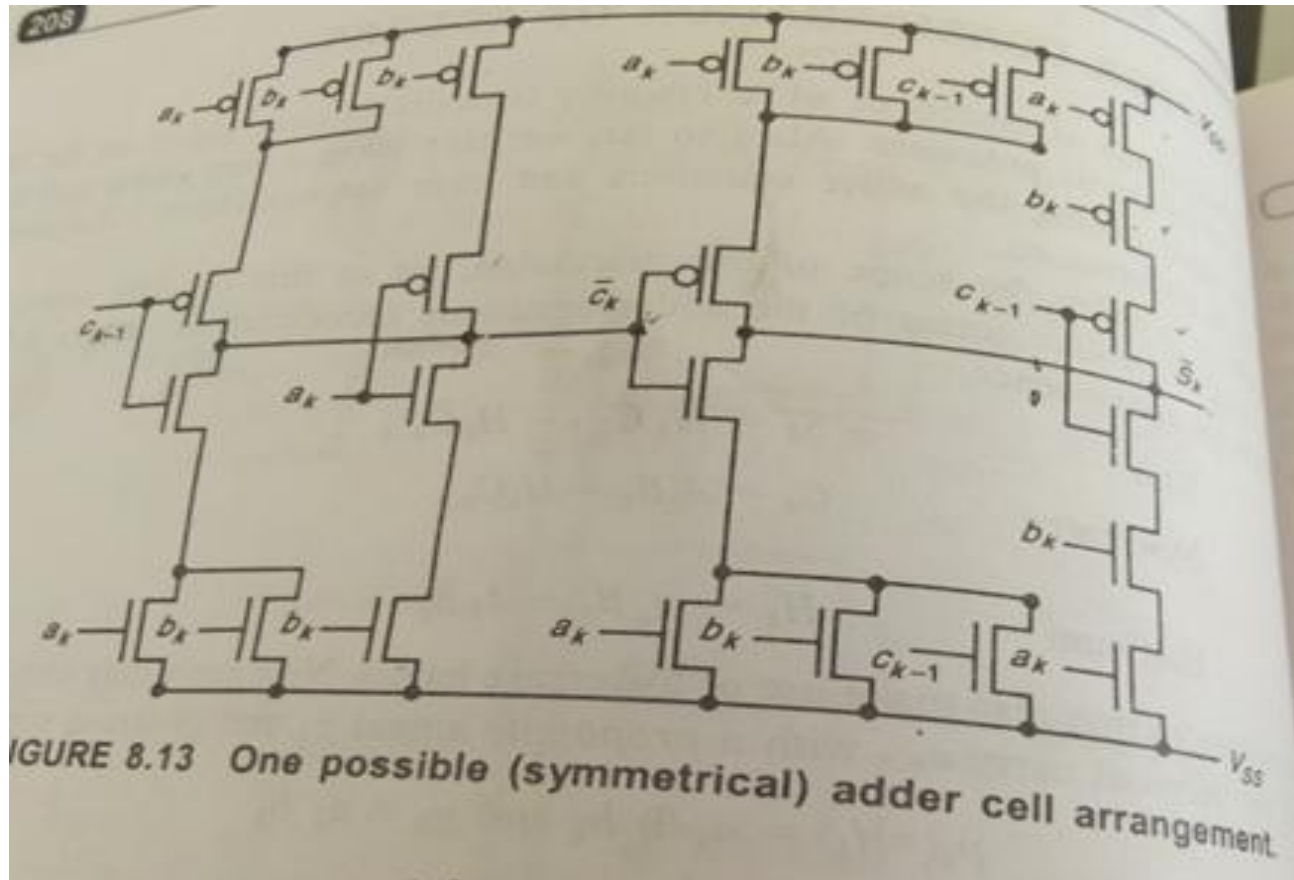 208
a_k
b_k
b_k
a_k
b_k
c_{k-1}
a_k
b_k
c_{k-1}
c̄_k
c_{k-1}
s̄_k
a_k
b_k
a_k
b_k
b_k
a_k
b_k
c_{k-1}
a_k
V_SS
IGURE 8.13 One possible (symmetrical) adder cell arrangement.